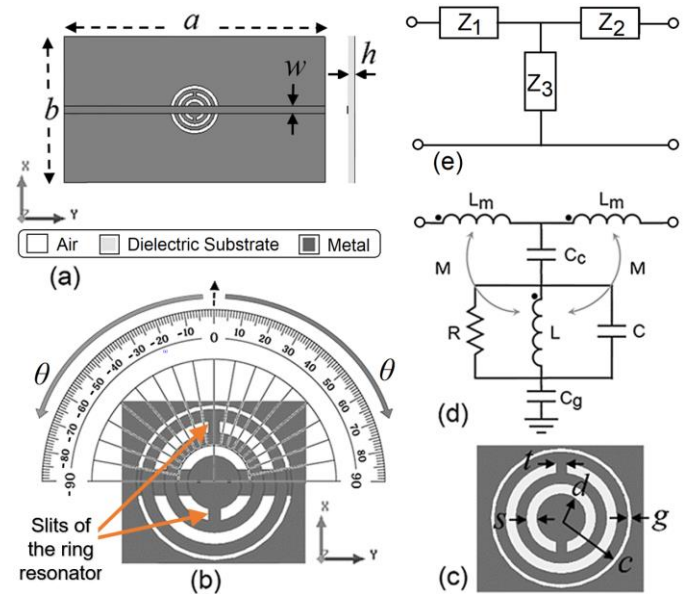 a
b
w
h
X
Z
Y
Air Dielectric Substrate Metal
(a)
Z₁
Z₂
Z₃
(e)
Lₘ
Lₘ
M
M
C꜀
R
L
C
Cg
(d)
θ
θ
-90 -80 -70 -60 -50 -40 -30 -20 -10 0 10 20 30 40 50 60 70 80 90
Slits of
the ring
resonator
X
Z
Y
(b)
t
d
s
g
c
(c)